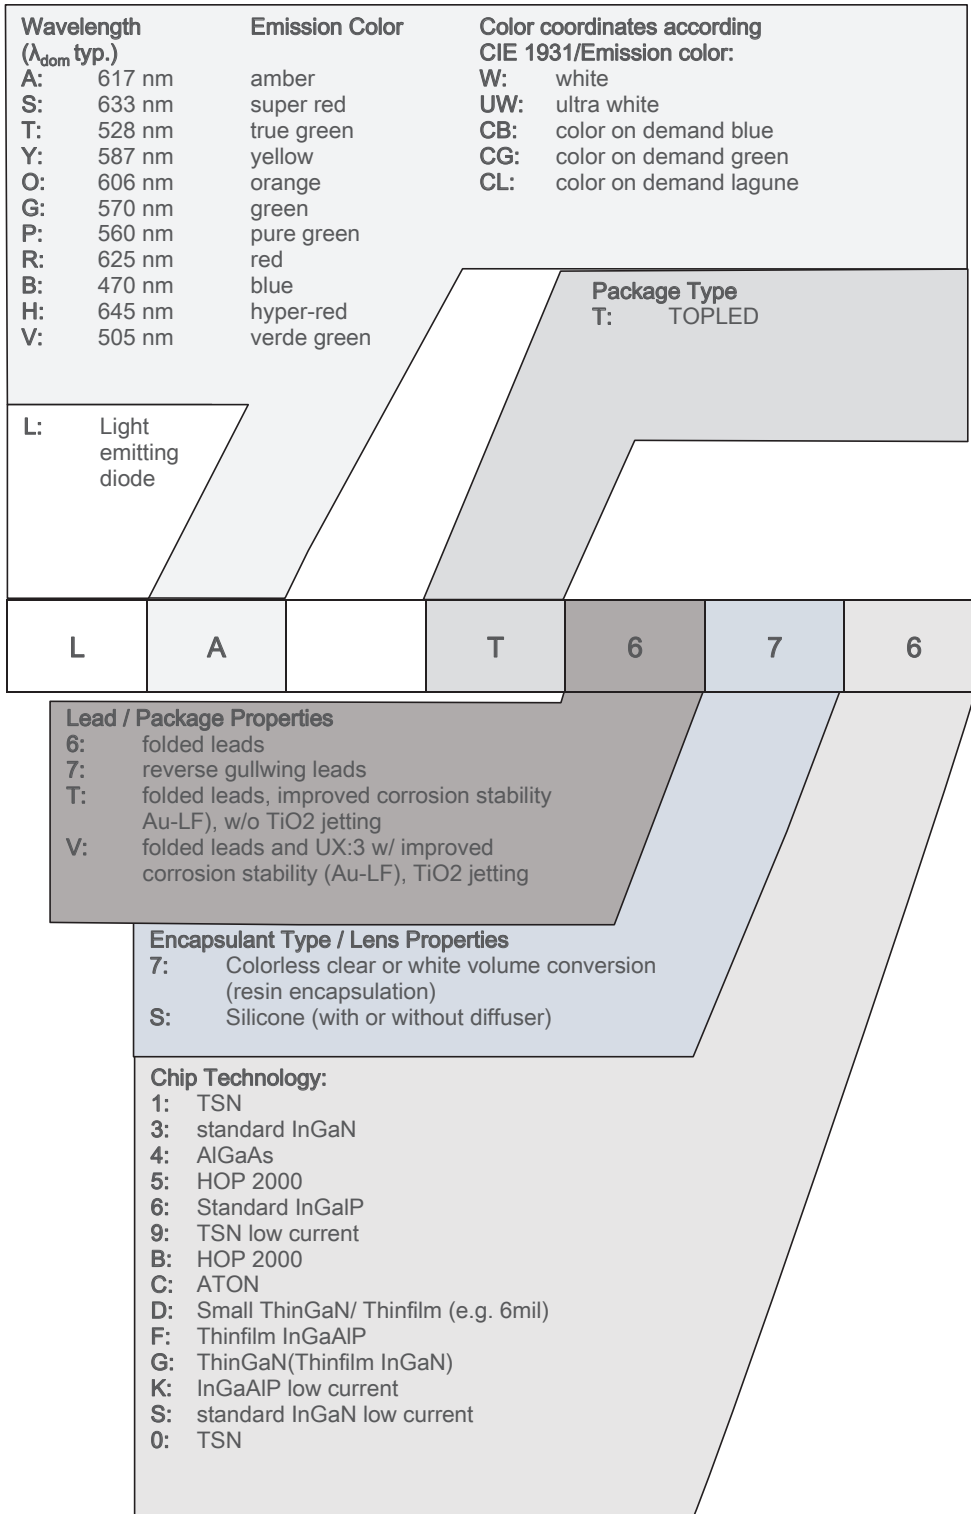 Wavelength Emission Color Color coordinates according
(λdom typ.) CIE 1931/Emission color:
A: 617 nm amber W: white
S: 633 nm super red UW: ultra white
T: 528 nm true green CB: color on demand blue
Y: 587 nm yellow CG: color on demand green
O: 606 nm orange CL: color on demand lagune
G: 570 nm green
P: 560 nm pure green
R: 625 nm red
B: 470 nm blue
H: 645 nm hyper-red
V: 505 nm verde green
Package Type
T: TOPLED
L: Light
emitting
diode
L A T 6 7 6
Lead / Package Properties
6: folded leads
7: reverse gullwing leads
T: folded leads, improved corrosion stability
Au-LF), w/o TiO2 jetting
V: folded leads and UX:3 w/ improved
corrosion stability (Au-LF), TiO2 jetting
Encapsulant Type / Lens Properties
7: Colorless clear or white volume conversion
(resin encapsulation)
S: Silicone (with or without diffuser)
Chip Technology:
1: TSN
3: standard InGaN
4: AlGaAs
5: HOP 2000
6: Standard InGalP
9: TSN low current
B: HOP 2000
C: ATON
D: Small ThinGaN/ Thinfilm (e.g. 6mil)
F: Thinfilm InGaAlP
G: ThinGaN(Thinfilm InGaN)
K: InGaAlP low current
S: standard InGaN low current
0: TSN